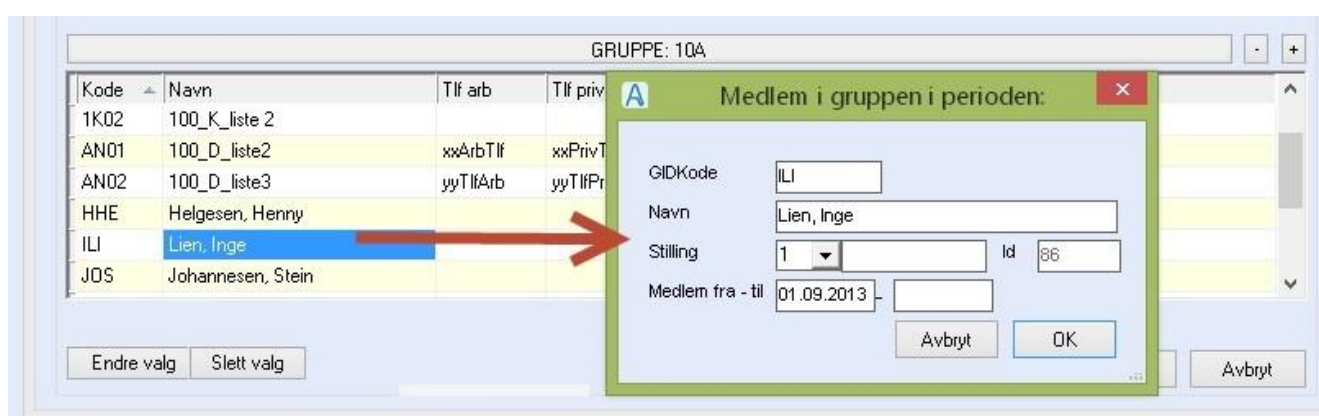 GRUPPE: 10A - +
Kode Navn Tlf arb Tlf priv
1K02 100_K_liste 2
AN01 100_D_liste2 xxArbTlf xxPrivT
AN02 100_D_liste3 yyTlfArb yyTlfPr
HHE Helgesen, Henny
ILI Lien, Inge
JOS Johannesen, Stein
Endre valg Slett valg
Avbryt
A Medlem i gruppen i perioden: x
GIDKode ILI
Navn Lien, Inge
Stilling 1 Id 86
Medlem fra - til 01.09.2013 -
Avbryt OK